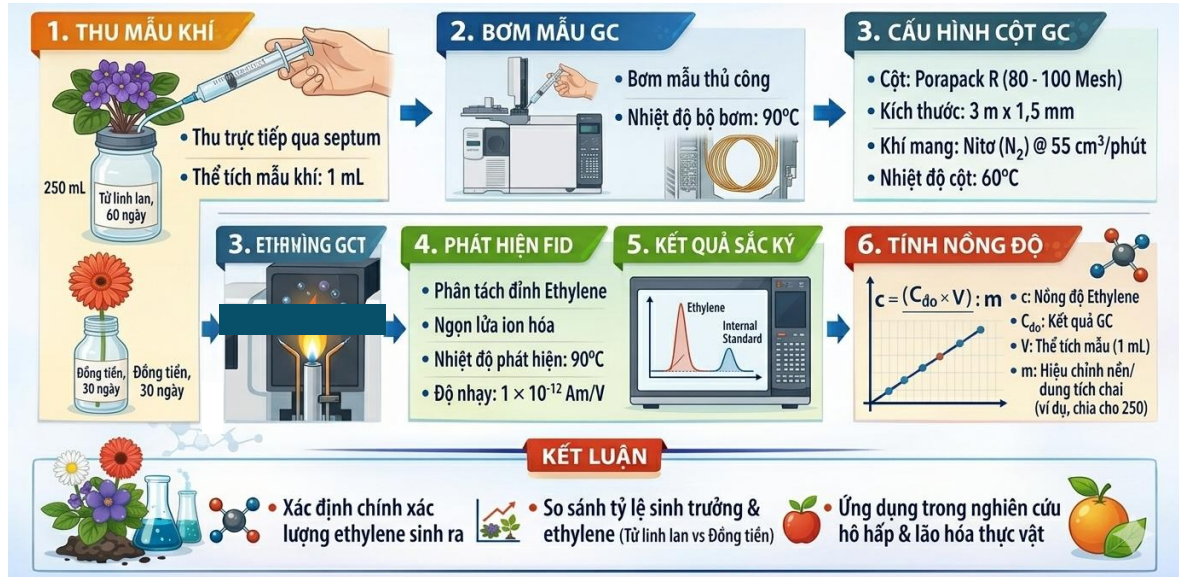 1. THU MẪU KHÍ
250 mL
Tử linh lan,
60 ngày
• Thu trực tiếp qua septum
• Thể tích mẫu khí: 1 mL
Đồng tiền,
30 ngày
Đồng tiền,
30 ngày
2. BƠM MẪU GC
• Bơm mẫu thủ công
• Nhiệt độ bộ bơm: 90ºC
3. CẤU HÌNH CỘT GC
• Cột: Porapack R (80 - 100 Mesh)
• Kích thước: 3 m x 1,5 mm
• Khí mang: Nitơ (N₂) @ 55 cm³/phút
• Nhiệt độ cột: 60ºC
3. GCT
4. PHÁT HIỆN FID
• Phân tách đỉnh Ethylene
• Ngọn lửa ion hóa
• Nhiệt độ phát hiện: 90ºC
• Độ nhạy: 1 × 10⁻¹² Am/V
5. KẾT QUẢ SẮC KÝ
Ethylene
Internal
Standard
6. TÍNH NỒNG ĐỘ
c = (Cđo × V) : m
• c: Nồng độ Ethylene
• Cđo: Kết quả GC
• V: Thể tích mẫu (1 mL)
• m: Hiệu chỉnh nền/
dung tích chai
(ví dụ, chia cho 250)
KẾT LUẬN
• Xác định chính xác
lượng ethylene sinh ra
• So sánh tỷ lệ sinh trưởng &
ethylene (Tử linh lan vs Đồng tiền)
• Ứng dụng trong nghiên cứu
hô hấp & lão hóa thực vật